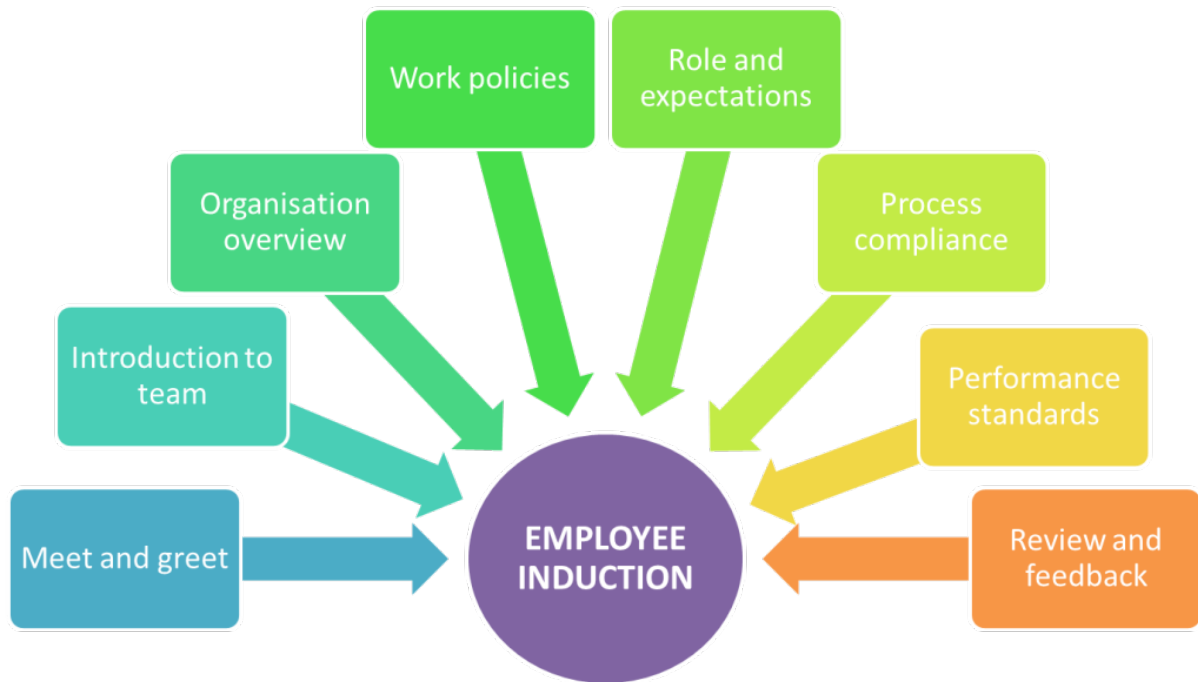 Meet and greet
Introduction to
team
Organisation
overview
Work policies
Role and
expectations
Process
compliance
Performance
standards
Review and
feedback
EMPLOYEE
INDUCTION